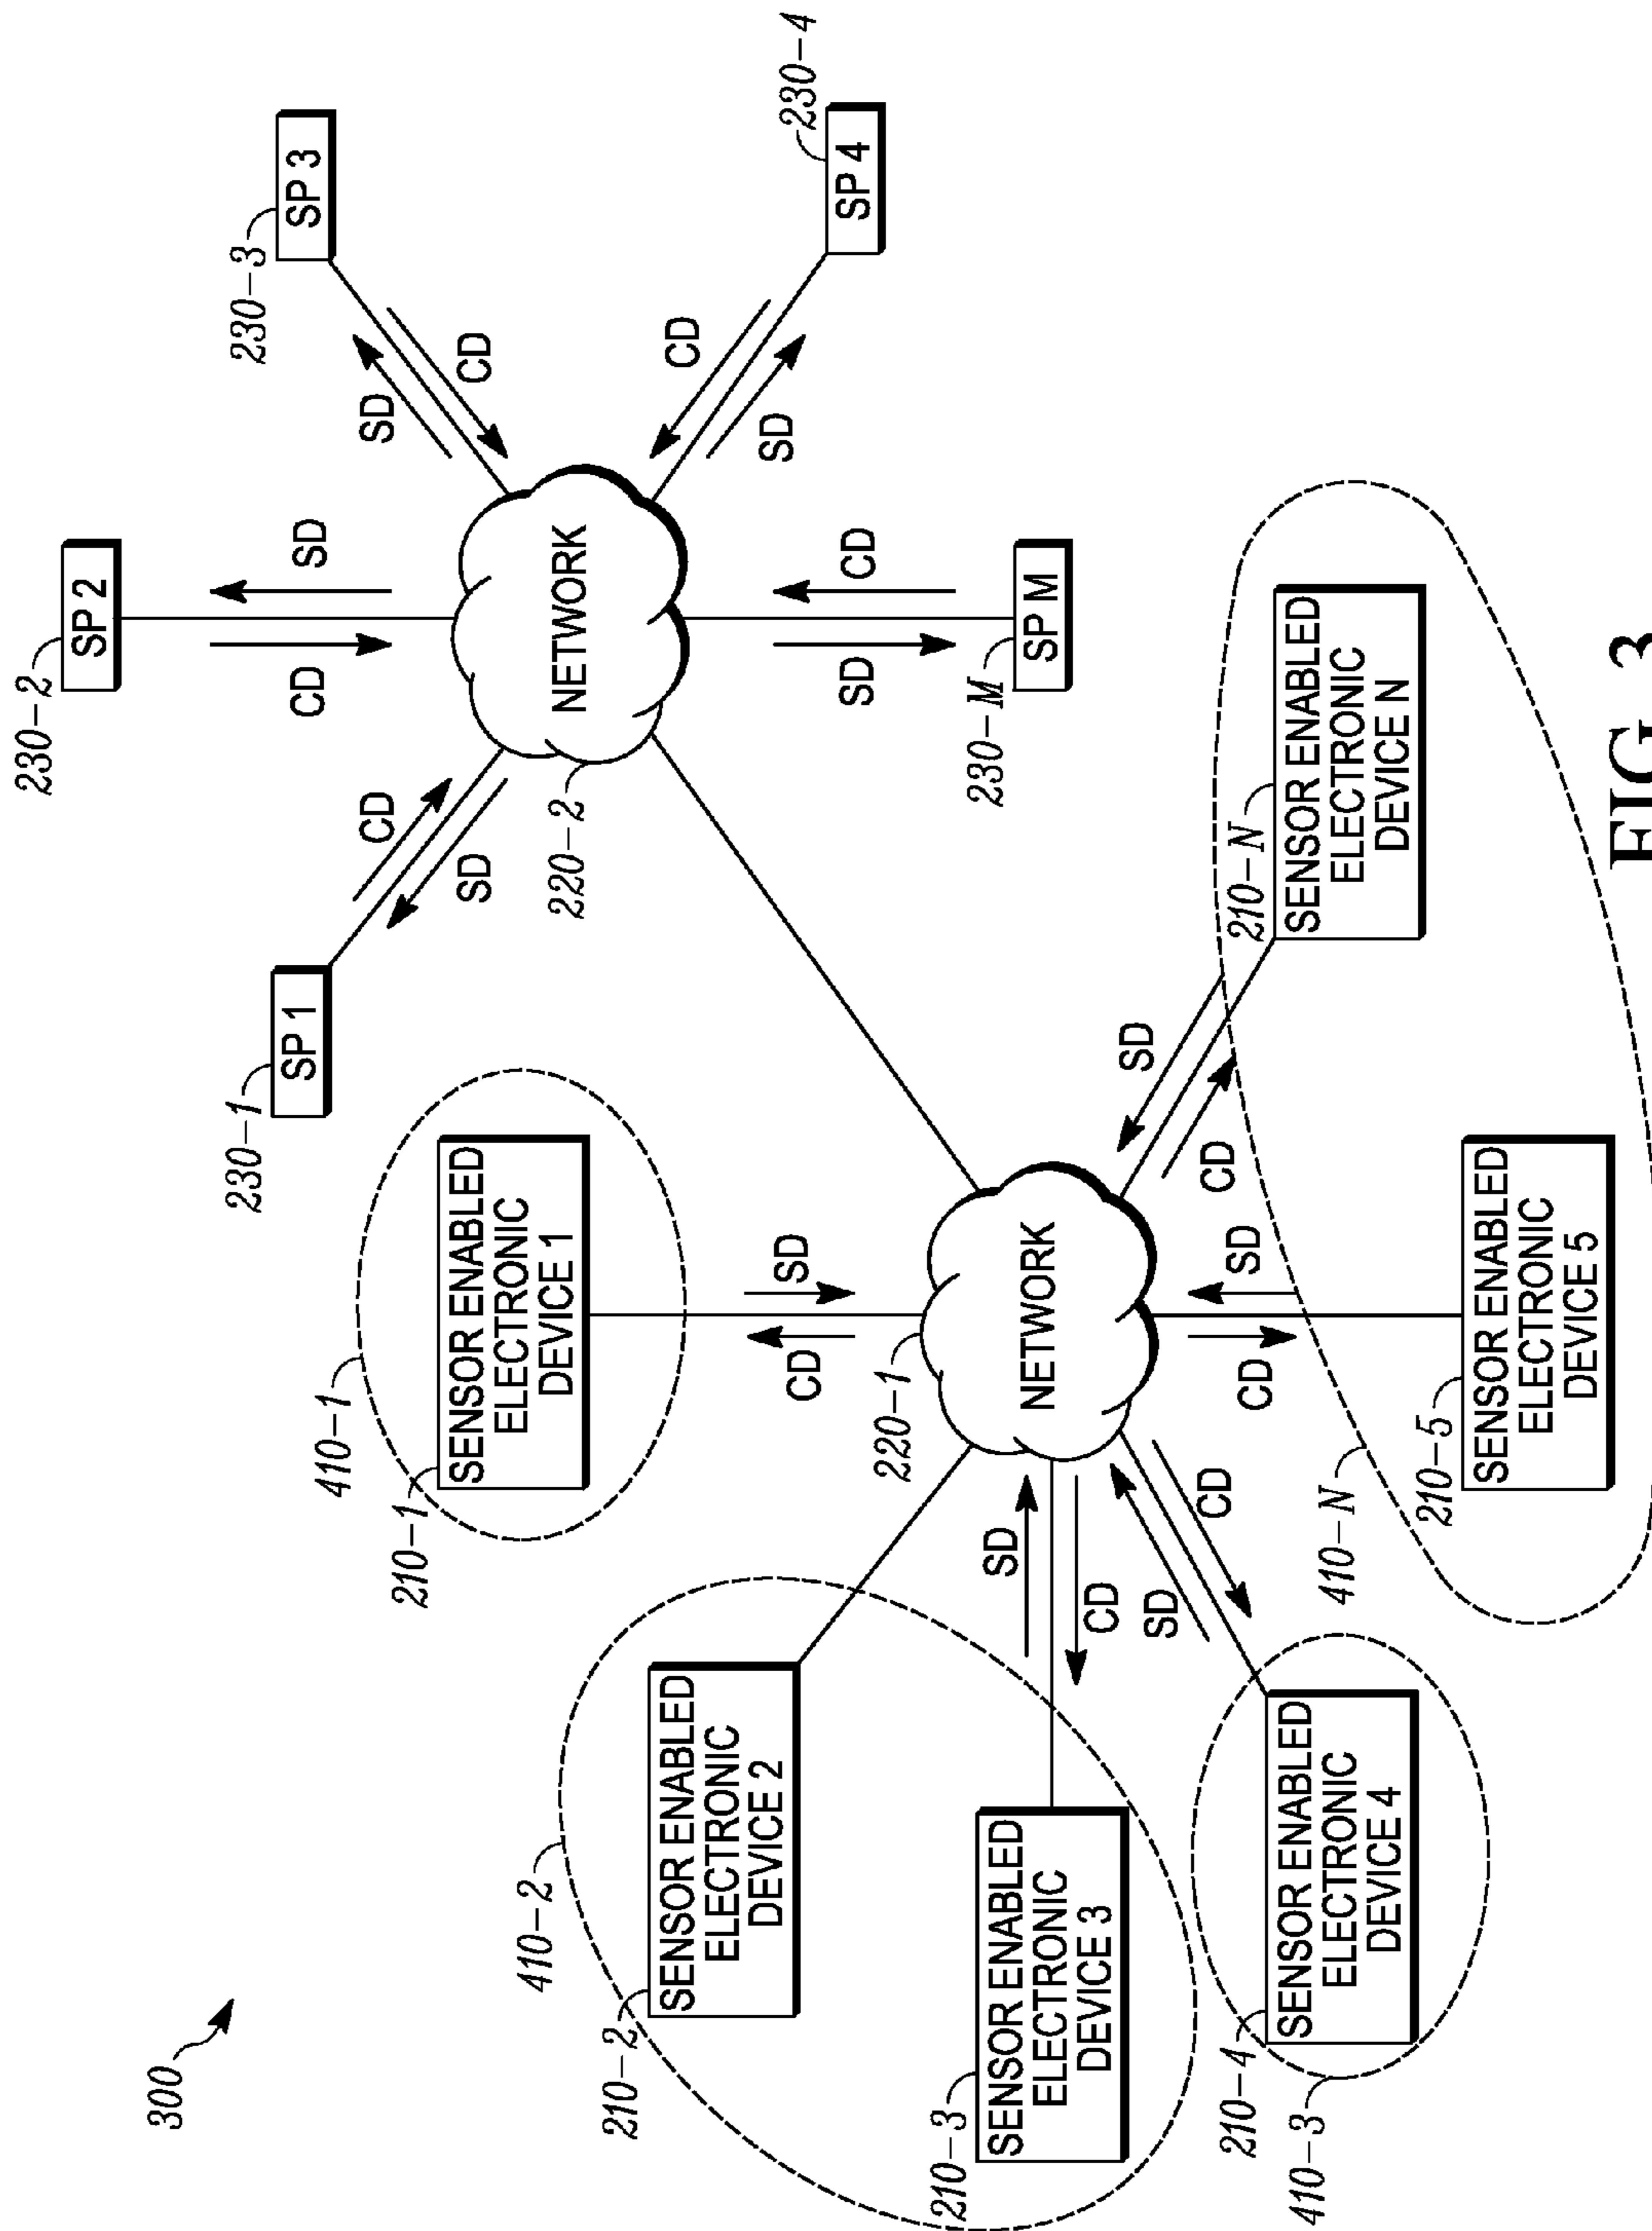 300
230-2
SP 2
230-3
SP 3
230-1
SP 1
230-4
SP 4
230-M
SP M
CD
SD
CD
SD
SD
CD
CD
SD
SD
CD
NETWORK
220-2
410-1
210-1
SENSOR ENABLED
ELECTRONIC
DEVICE 1
CD
SD
410-2
210-2
SENSOR ENABLED
ELECTRONIC
DEVICE 2
220-1
NETWORK
210-3
SENSOR ENABLED
ELECTRONIC
DEVICE 3
SD
CD
210-4
410-3
SENSOR ENABLED
ELECTRONIC
DEVICE 4
SD
CD
410-N
210-5
SENSOR ENABLED
ELECTRONIC
DEVICE 5
CD
SD
210-N
SENSOR ENABLED
ELECTRONIC
DEVICE N
SD
CD
FIG. 3